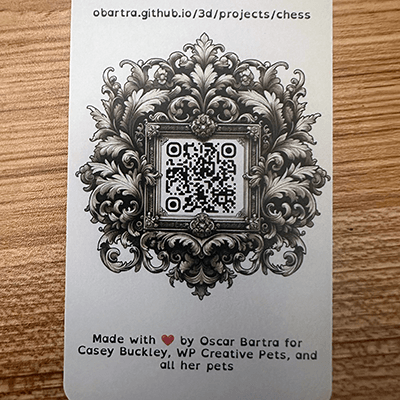 obartra.github.io/3d/projects/chess
Made with ❤️ by Oscar Bartra for
Casey Buckley, WP Creative Pets, and
all her pets